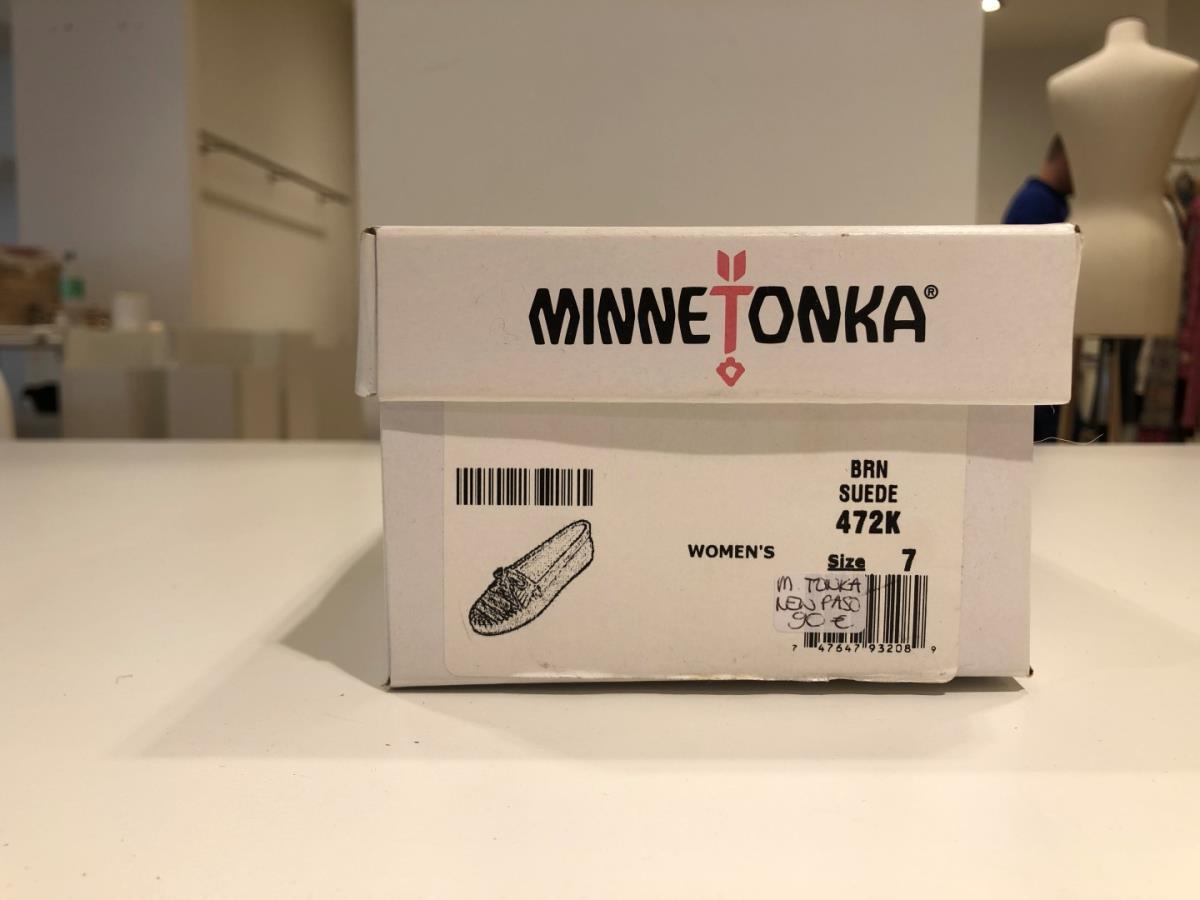 MINNETONKA®
BRN
SUEDE
472K
WOMEN'S
Size 7
M. TONKA
NEW PASO
90 €
7 47647 93208 9